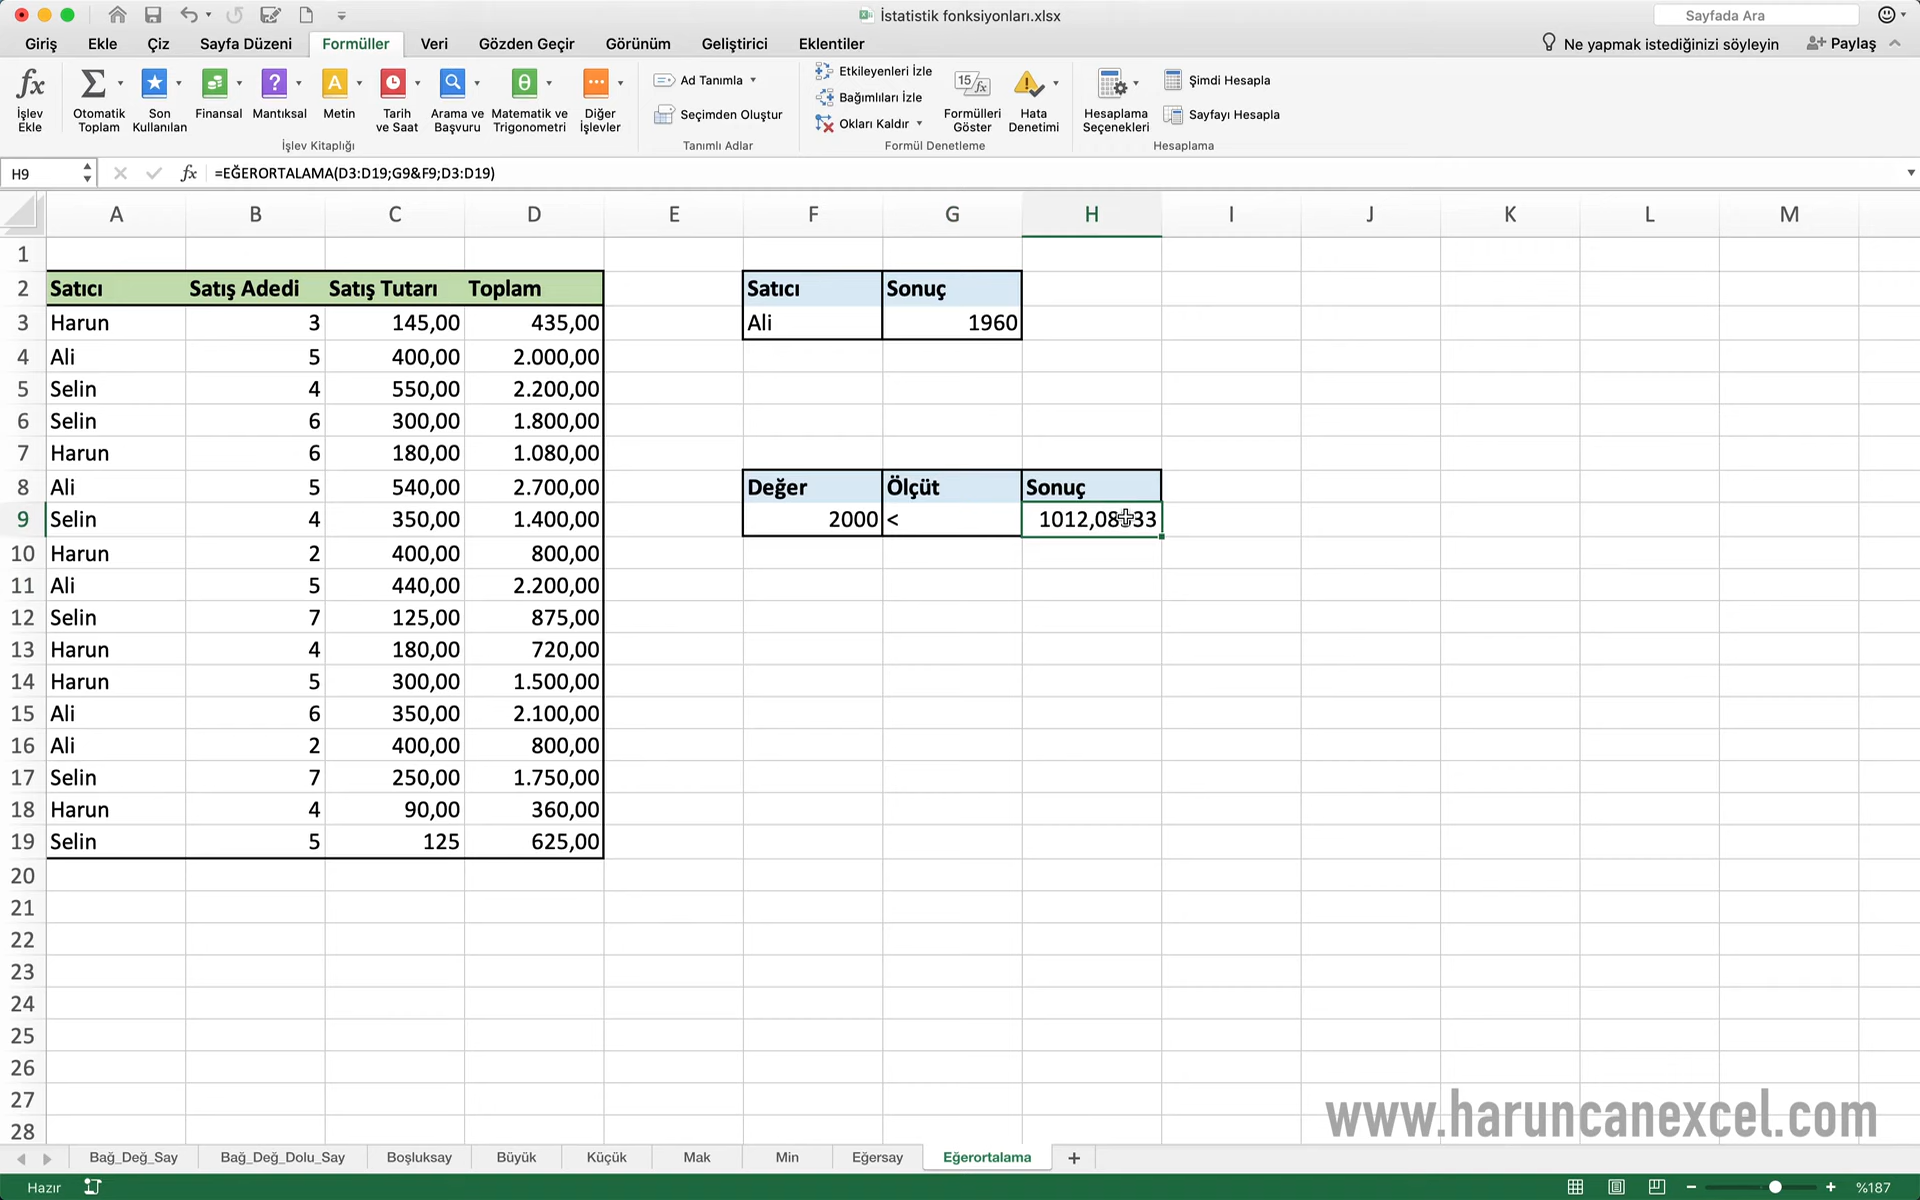 İstatistik fonksiyonları.xlsx
Sayfada Ara
Giriş Ekle Çiz Sayfa Düzeni Formüller Veri Gözden Geçir Görünüm Geliştirici Eklentiler
Ne yapmak istediğinizi söyleyin
Paylaş
İşlev Ekle
Otomatik Toplam
Son Kullanılan
Finansal
Mantıksal
Metin
Tarih ve Saat
Arama ve Başvuru
Matematik ve Trigonometri
Diğer İşlevler
İşlev Kitaplığı
Ad Tanımla
Seçimden Oluştur
Tanımlı Adlar
Etkileyenleri İzle
Bağımlıları İzle
Okları Kaldır
Formülleri Göster
Hata Denetimi
Formül Denetleme
Hesaplama Seçenekleri
Şimdi Hesapla
Sayfayı Hesapla
Hesaplama
H9
fx =EĞERORTALAMA(D3:D19;G9&F9;D3:D19)
A B C D E F G H I J K L M
1
2 Satıcı Satış Adedi Satış Tutarı Toplam Satıcı Sonuç
3 Harun 3 145,00 435,00 Ali 1960
4 Ali 5 400,00 2.000,00
5 Selin 4 550,00 2.200,00
6 Selin 6 300,00 1.800,00
7 Harun 6 180,00 1.080,00
8 Ali 5 540,00 2.700,00 Değer Ölçüt Sonuç
9 Selin 4 350,00 1.400,00 2000 <
10 Harun 2 400,00 800,00
11 Ali 5 440,00 2.200,00
12 Selin 7 125,00 875,00
13 Harun 4 180,00 720,00
14 Harun 5 300,00 1.500,00
15 Ali 6 350,00 2.100,00
16 Ali 2 400,00 800,00
17 Selin 7 250,00 1.750,00
18 Harun 4 90,00 360,00
19 Selin 5 125 625,00
20
21
22
23
24
25
26
27
28
www.haruncanexcel.com
Bağ_Değ_Say Bağ_Değ_Dolu_Say Boşluksay Büyük Küçük Mak Min Eğersay Eğerortalama +
Hazır
%187